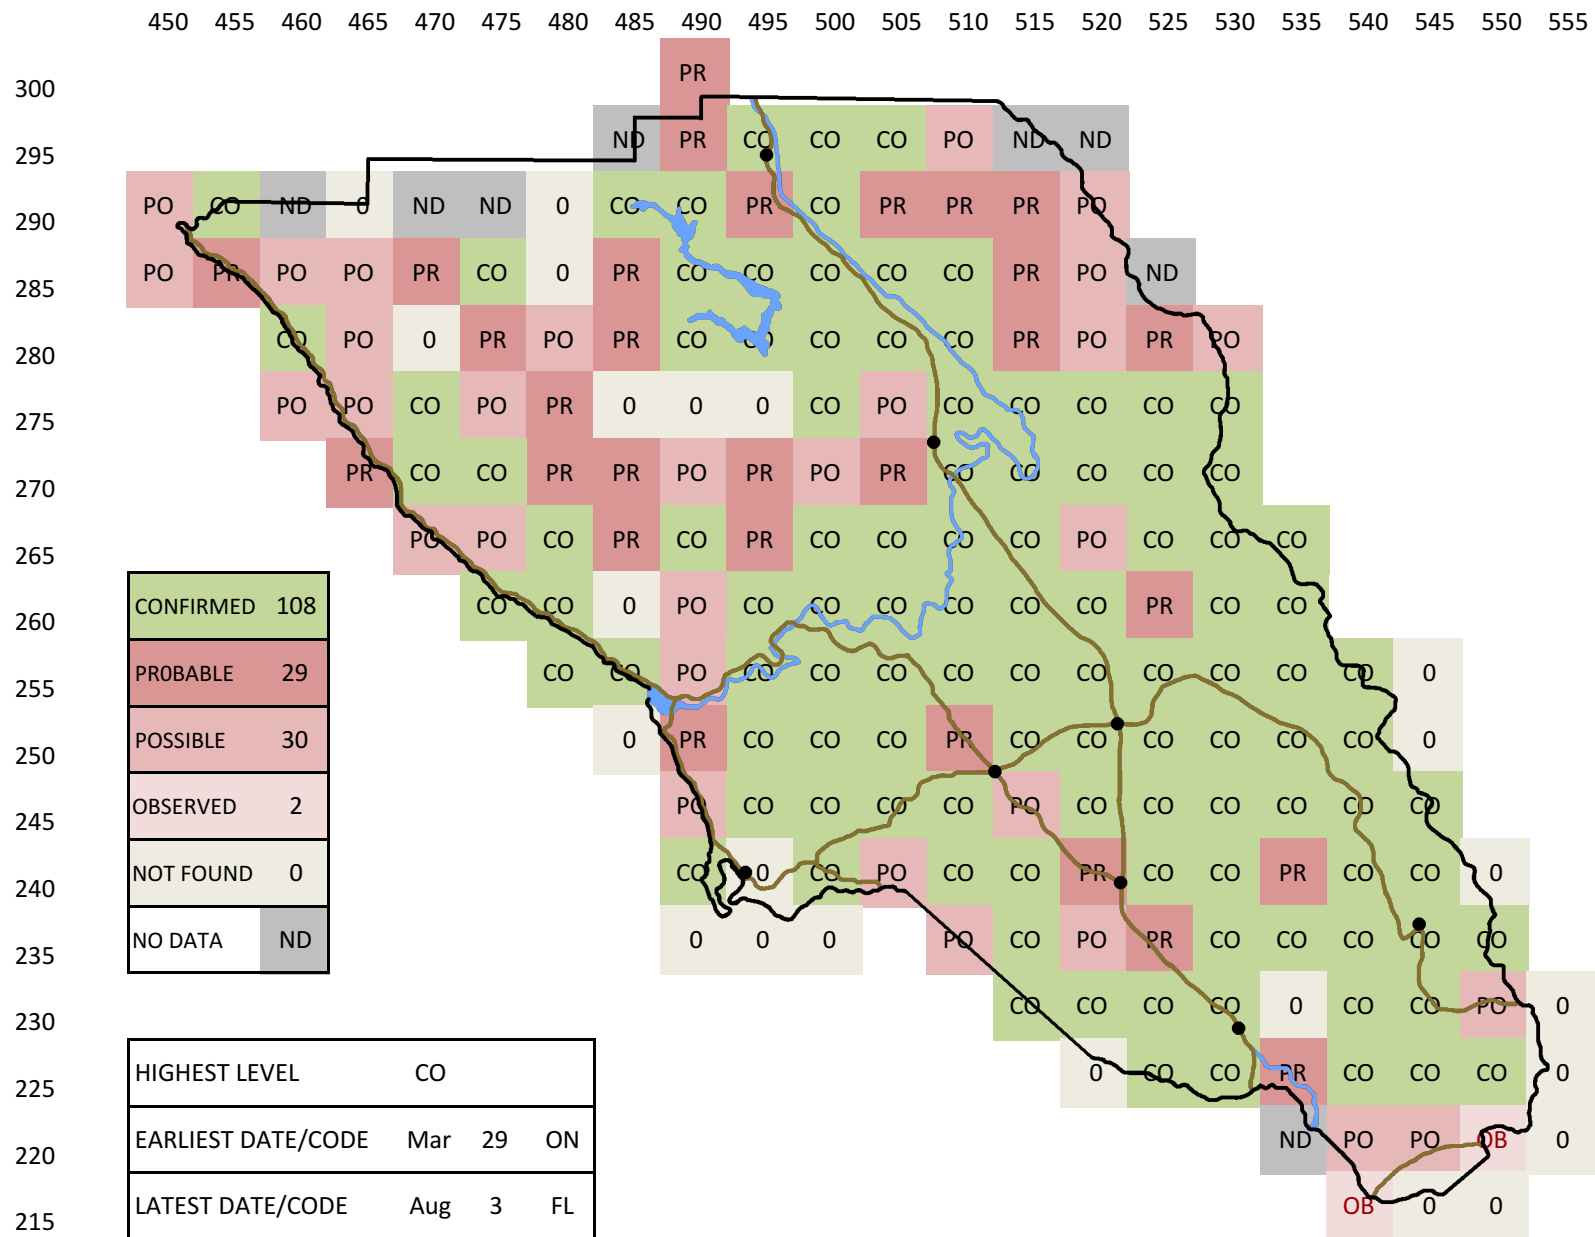 450 455 460 465 470 475 480 485 490 495 500 505 510 515 520 525 530 535 540 545 550 555
PR
300
ND PR CO CO CO PO ND ND
295
PO CO ND 0 ND ND 0 CO CO PR CO PR PR PR PO
290
PO PR PO PO PR CO 0 PR CO CO CO CO CO PR PO ND
285
CO PO 0 PR PO PR CO CO CO CO CO PR PO PR PO
280
PO PO CO PO PR 0 0 0 CO PO CO CO CO CO CO
275
PR CO CO PR PR PO PR PO PR CO CO CO CO CO
270
PO PO CO PR CO PR CO CO CO CO PO CO CO CO
265
CO CO 0 PO CO CO CO CO CO CO PR CO CO
260
CO CO PO CO CO CO CO CO CO CO CO CO CO 0
255
0 PR CO CO CO PR CO CO CO CO CO CO 0
250
PO CO CO CO CO PO CO CO CO CO CO CO
245
CO 0 CO PO CO CO PR CO CO PR CO CO 0
240
0 0 0 PO CO PO PR CO CO CO CO CO
235
CO CO CO CO 0 CO CO PO 0
230
0 CO CO PR CO CO CO 0
225
ND PO PO OB 0
220
OB 0 0
215
CONFIRMED 108
PR0BABLE 29
POSSIBLE 30
OBSERVED 2
NOT FOUND 0
NO DATA ND
HIGHEST LEVEL CO
EARLIEST DATE/CODE Mar 29 ON
LATEST DATE/CODE Aug 3 FL